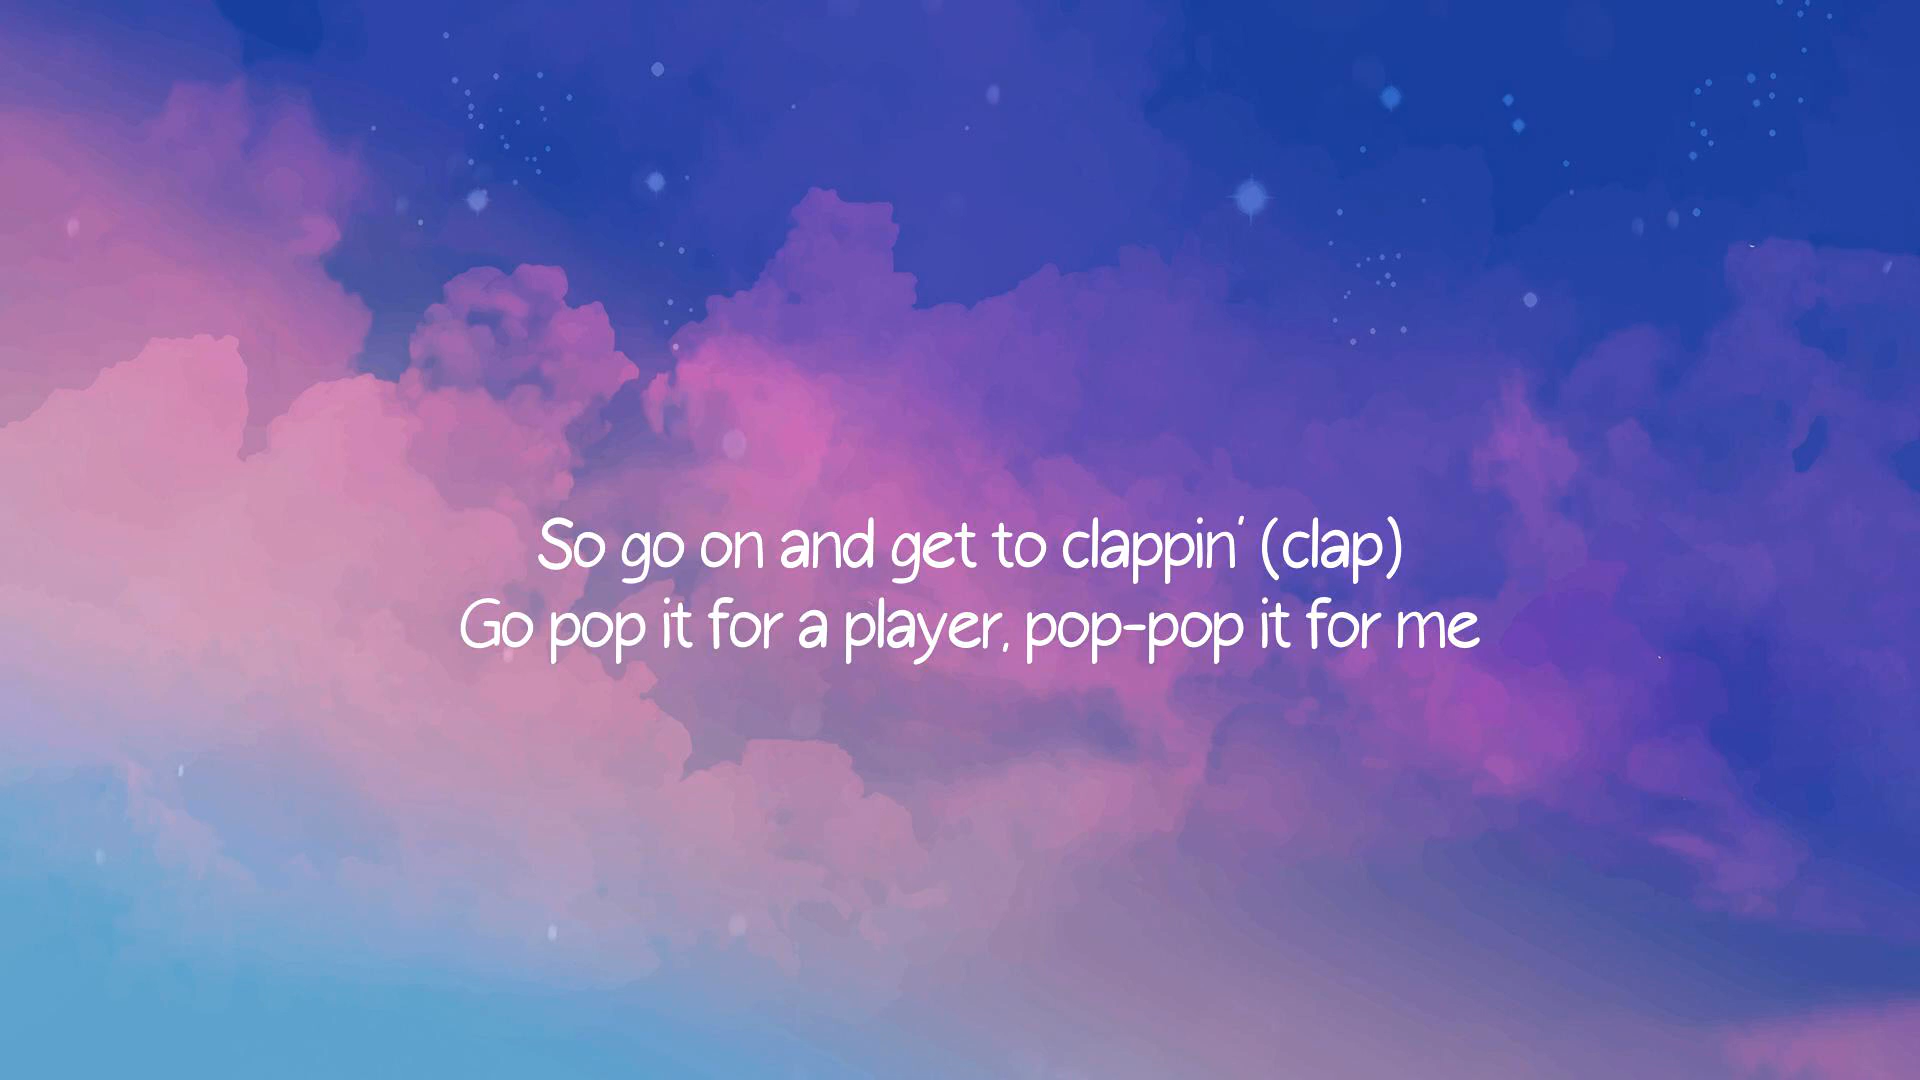 So go on and get to clappin' (clap)
Go pop it for a player, pop-pop it for me